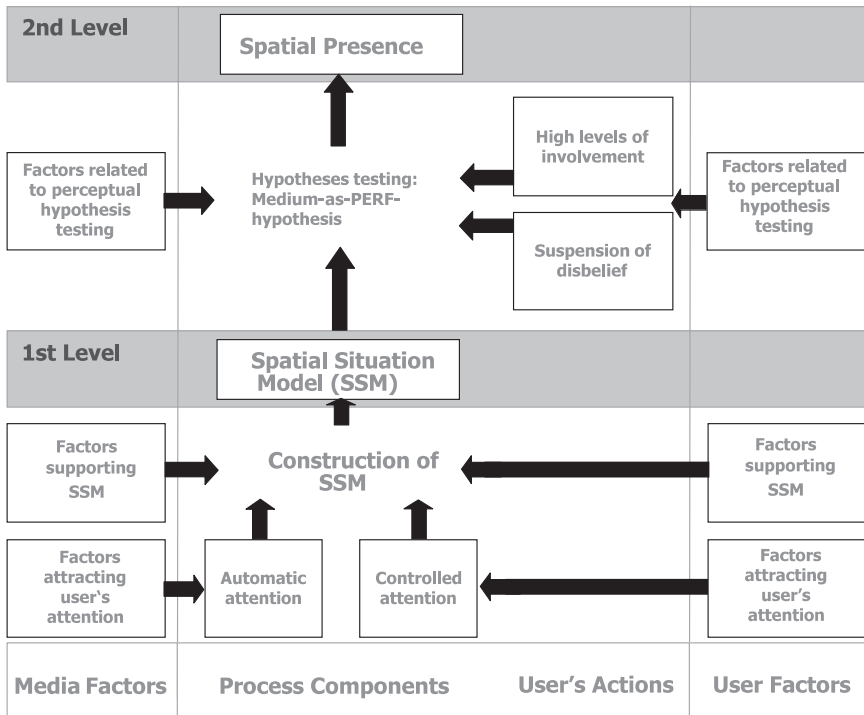 2nd Level
Spatial Presence
Factors related
to perceptual
hypothesis
testing
Hypotheses testing:
Medium-as-PERF-
hypothesis
High levels of
involvement
Suspension of
disbelief
Factors related
to perceptual
hypothesis
testing
1st Level
Spatial Situation
Model (SSM)
Factors
supporting
SSM
Construction of
SSM
Factors
supporting
SSM
Factors
attracting
user‘s
attention
Automatic
attention
Controlled
attention
Factors
attracting
user’s
attention
Media Factors
Process Components
User’s Actions
User Factors